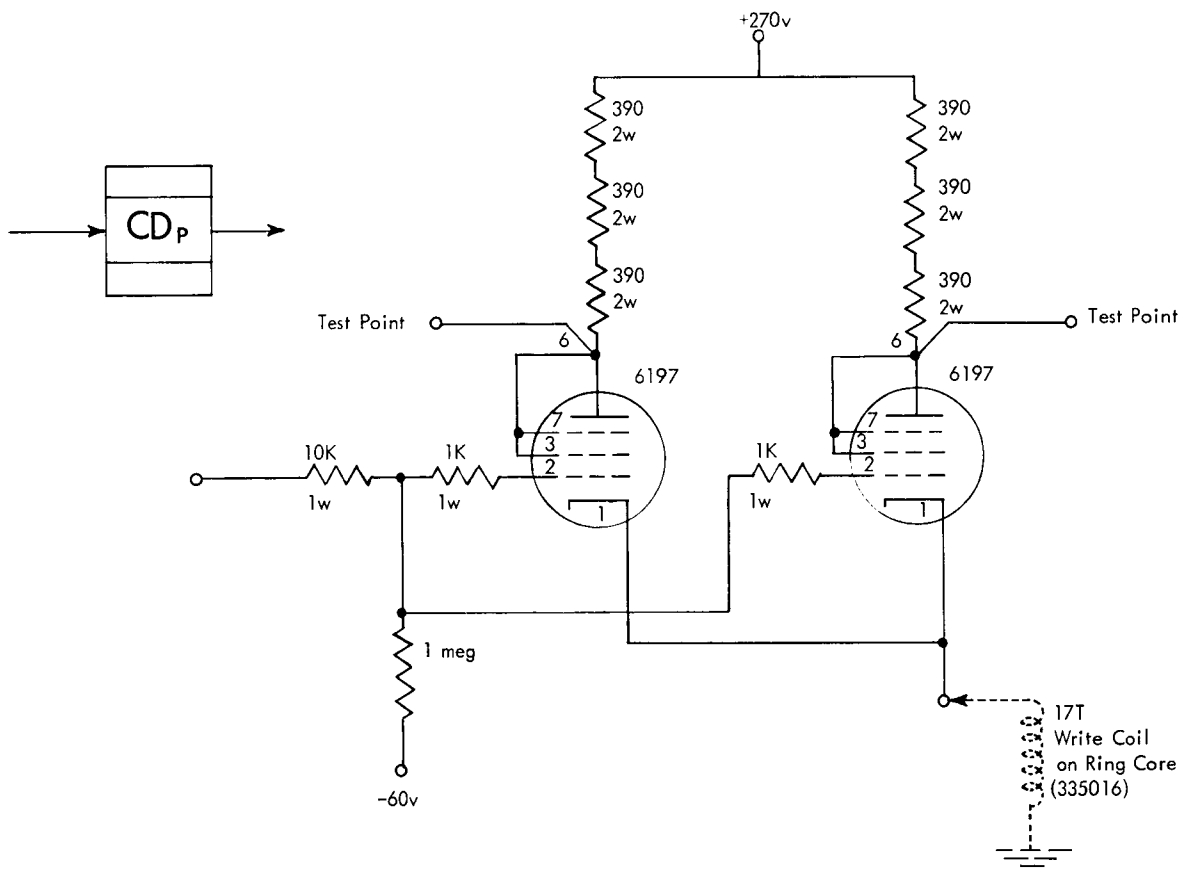 +270v
390
2w
390
2w
390
2w
390
2w
390
2w
390
2w
CDP
Test Point
6
6197
7
3
2
1
10K
1w
1K
1w
Test Point
6
6197
7
3
2
1
1K
1w
1 meg
-60v
17T
Write Coil
on Ring Core
(335016)